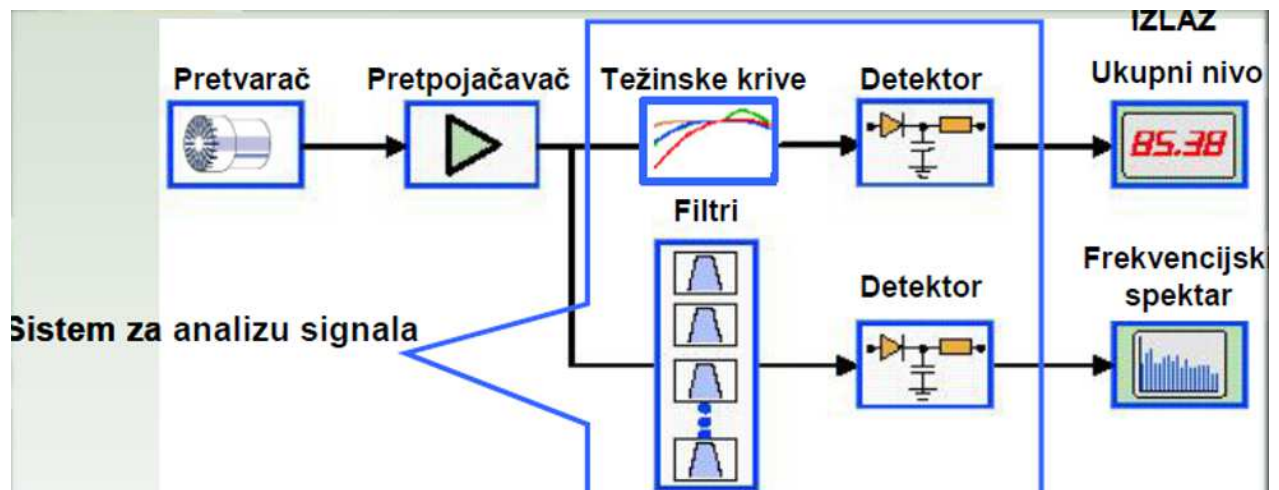 IZLAZ
Pretvarač
Pretpojačavač
Težinske krive
Detektor
Ukupni nivo
85.38
Filtri
Detektor
Frekvencijski
spektar
Sistem za analizu signala